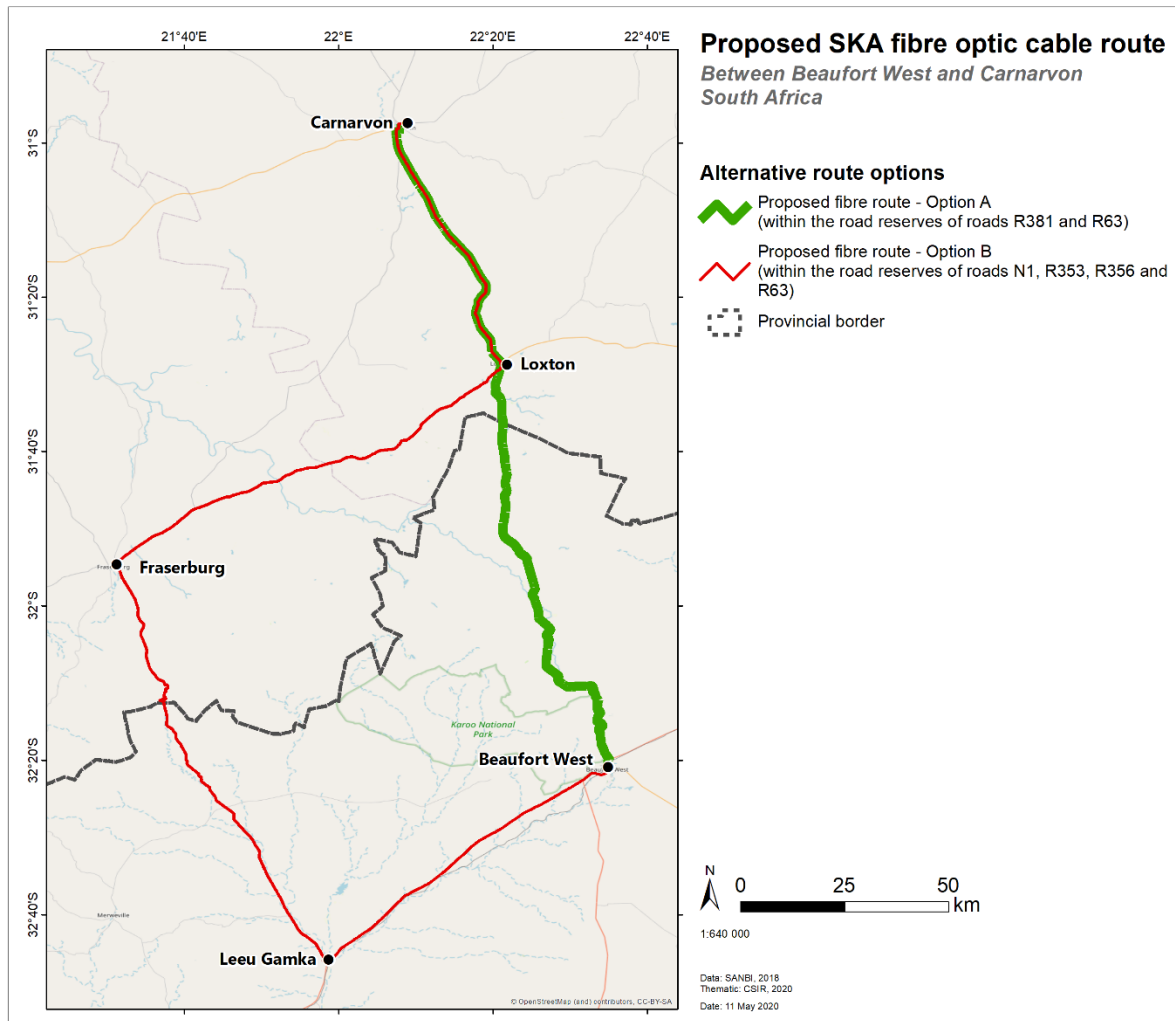 21°40'E
22°E
22°20'E
22°40'E
Proposed SKA fibre optic cable route
Between Beaufort West and Carnarvon
South Africa
Alternative route options
Proposed fibre route - Option A
(within the road reserves of roads R381 and R63)
Proposed fibre route - Option B
(within the road reserves of roads N1, R353, R356 and
R63)
Provincial border
Carnarvon
31°S
31°20'S
Loxton
31°40'S
Fraserburg
32°S
Karoo National
Park
Beaufort West
32°20'S
32°40'S
Merweville
Leeu Gamka
N
0 25 50
km
1:640 000
Data: SANBI, 2018
Thematic: CSIR, 2020
Date: 11 May 2020
© OpenStreetMap (and) contributors, CC-BY-SA